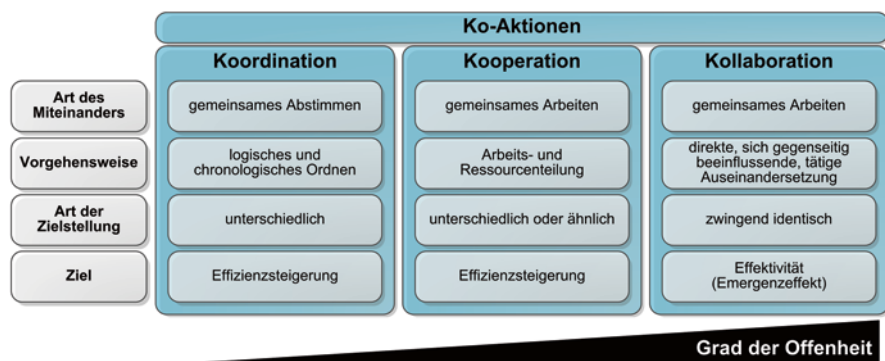 Ko-Aktionen
Koordination
Kooperation
Kollaboration
Art des
Miteinanders
gemeinsames Abstimmen
gemeinsames Arbeiten
gemeinsames Arbeiten
Vorgehensweise
logisches und
chronologisches Ordnen
Arbeits- und
Ressourcenteilung
direkte, sich gegenseitig
beeinflussende, tätige
Auseinandersetzung
Art der
Zielstellung
unterschiedlich
unterschiedlich oder ähnlich
zwingend identisch
Ziel
Effizienzsteigerung
Effizienzsteigerung
Effektivität
(Emergenzeffekt)
Grad der Offenheit